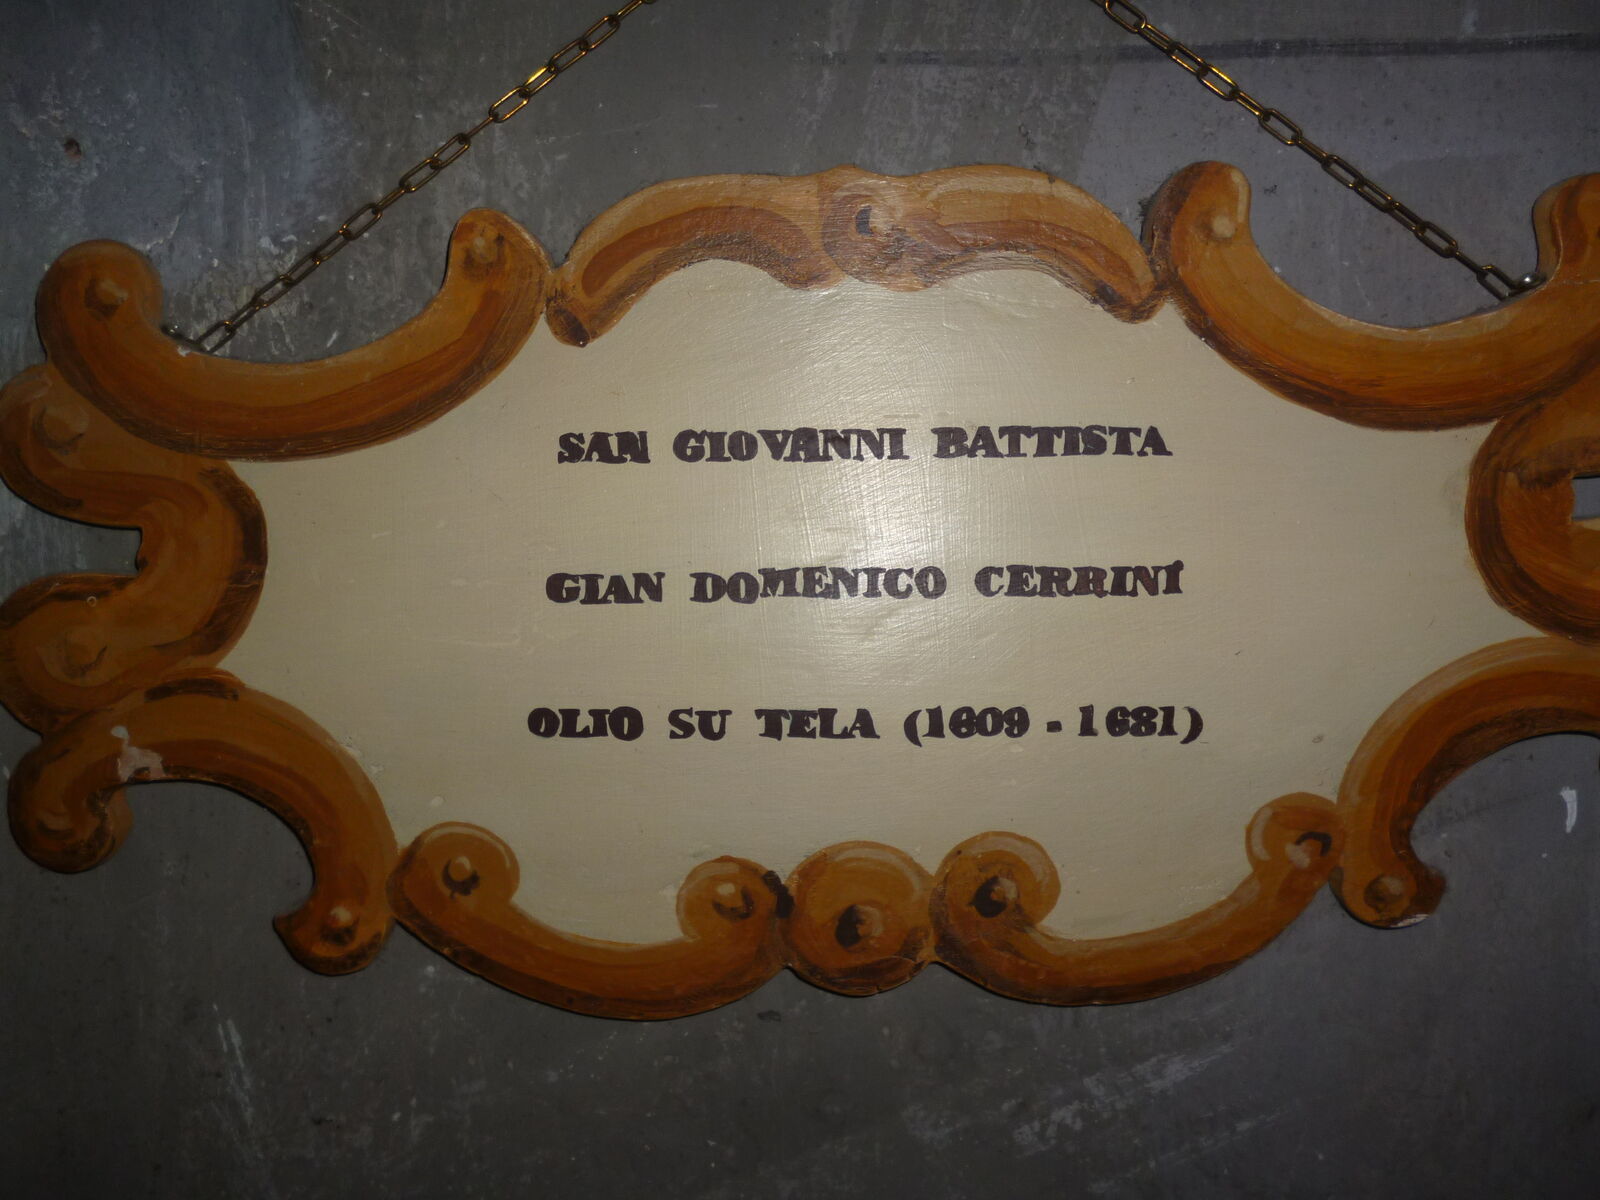 SAN GIOVANNI BATTISTA
GIAN DOMENICO CERRINI
OLIO SU TELA (1609 - 1681)